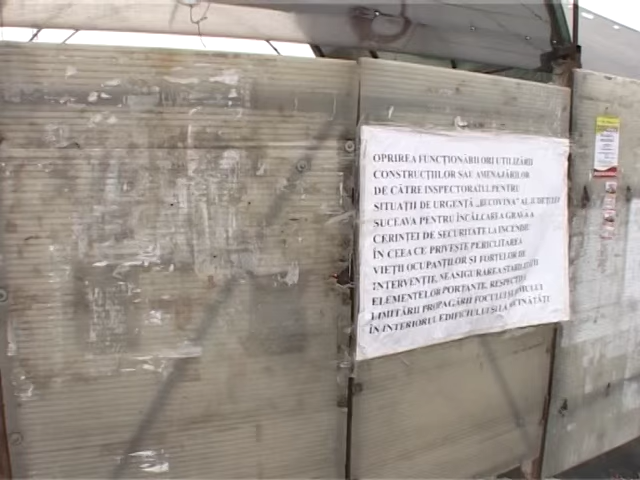 OPRIREA FUNCȚIONĂRII ORI UTILIZĂRII
CONSTRUCȚIILOR SAU AMENAJĂRILOR
DE CĂTRE INSPECTORATUL PENTRU
SITUAȚII DE URGENȚĂ „BUCOVINA” AL JUDEȚULUI
SUCEAVA PENTRU ÎNCĂLCAREA GRAVĂ A
CERINȚEI DE SECURITATE LA INCENDIU
ÎN CEEA CE PRIVEȘTE PERICLITAREA
VIEȚII OCUPANȚILOR ȘI FORȚELOR DE
INTERVENȚIE, NEASIGURAREA STABILITĂȚII
ELEMENTELOR PORTANTE, RESPECTIV
LIMITĂRII PROPAGĂRII FOCULUI ȘI FUMULUI
ÎN INTERIORUL EDIFICIULUI ȘI LA VECINĂTĂȚI